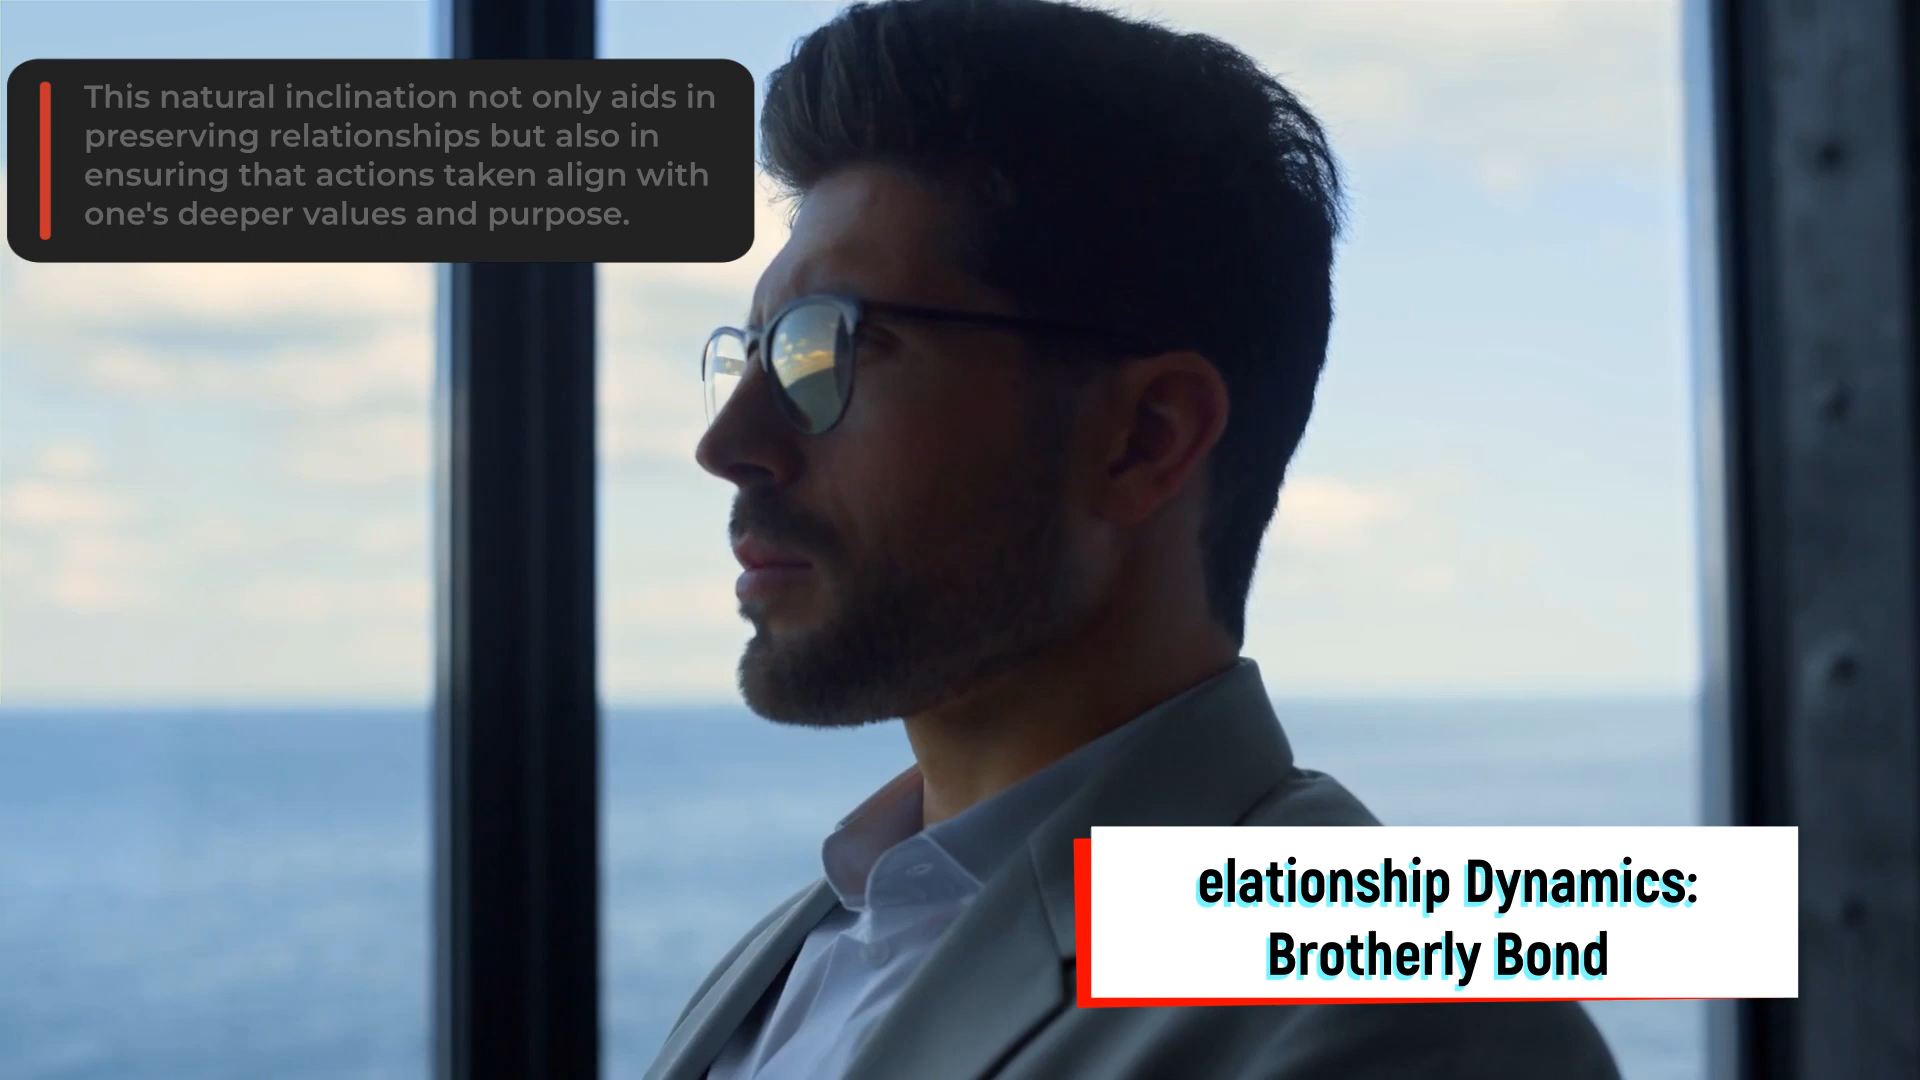 This natural inclination not only aids in
preserving relationships but also in
ensuring that actions taken align with
one's deeper values and purpose.
elationship Dynamics:
Brotherly Bond